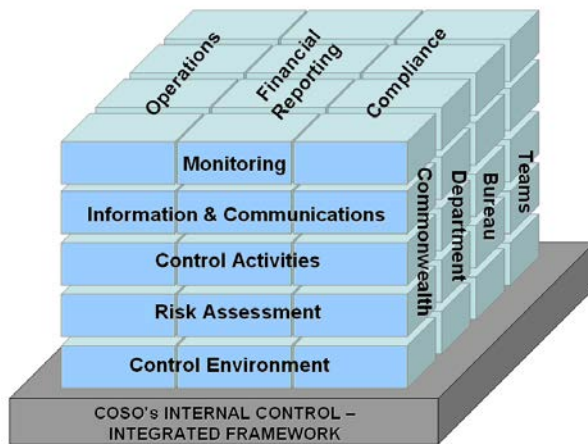 Operations
Financial
Reporting
Compliance
Monitoring
Information & Communications
Control Activities
Risk Assessment
Control Environment
Commonwealth
Department
Bureau
Teams
COSO's INTERNAL CONTROL –
INTEGRATED FRAMEWORK